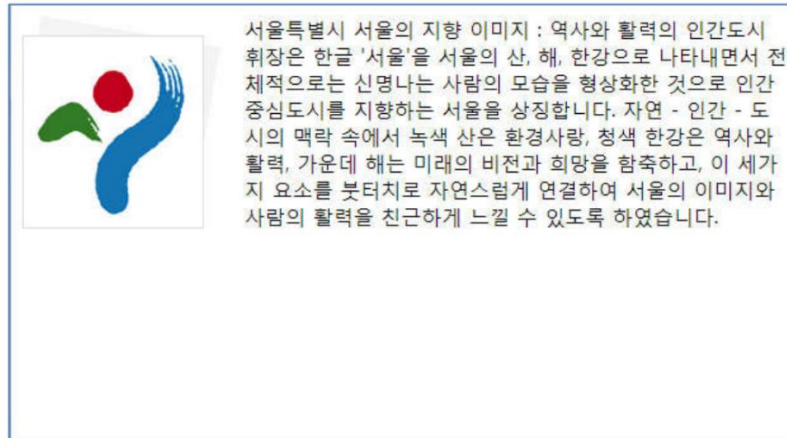 서울특별시 서울의 지향 이미지 : 역사와 활력의 인간도시
휘장은 한글 '서울'을 서울의 산, 해, 한강으로 나타내면서 전
체적으로는 신명나는 사람의 모습을 형상화한 것으로 인간
중심도시를 지향하는 서울을 상징합니다. 자연 - 인간 - 도
시의 맥락 속에서 녹색 산은 환경사랑, 청색 한강은 역사와
활력, 가운데 해는 미래의 비전과 희망을 함축하고, 이 세가
지 요소를 붓터치로 자연스럽게 연결하여 서울의 이미지와
사람의 활력을 친근하게 느낄 수 있도록 하였습니다.